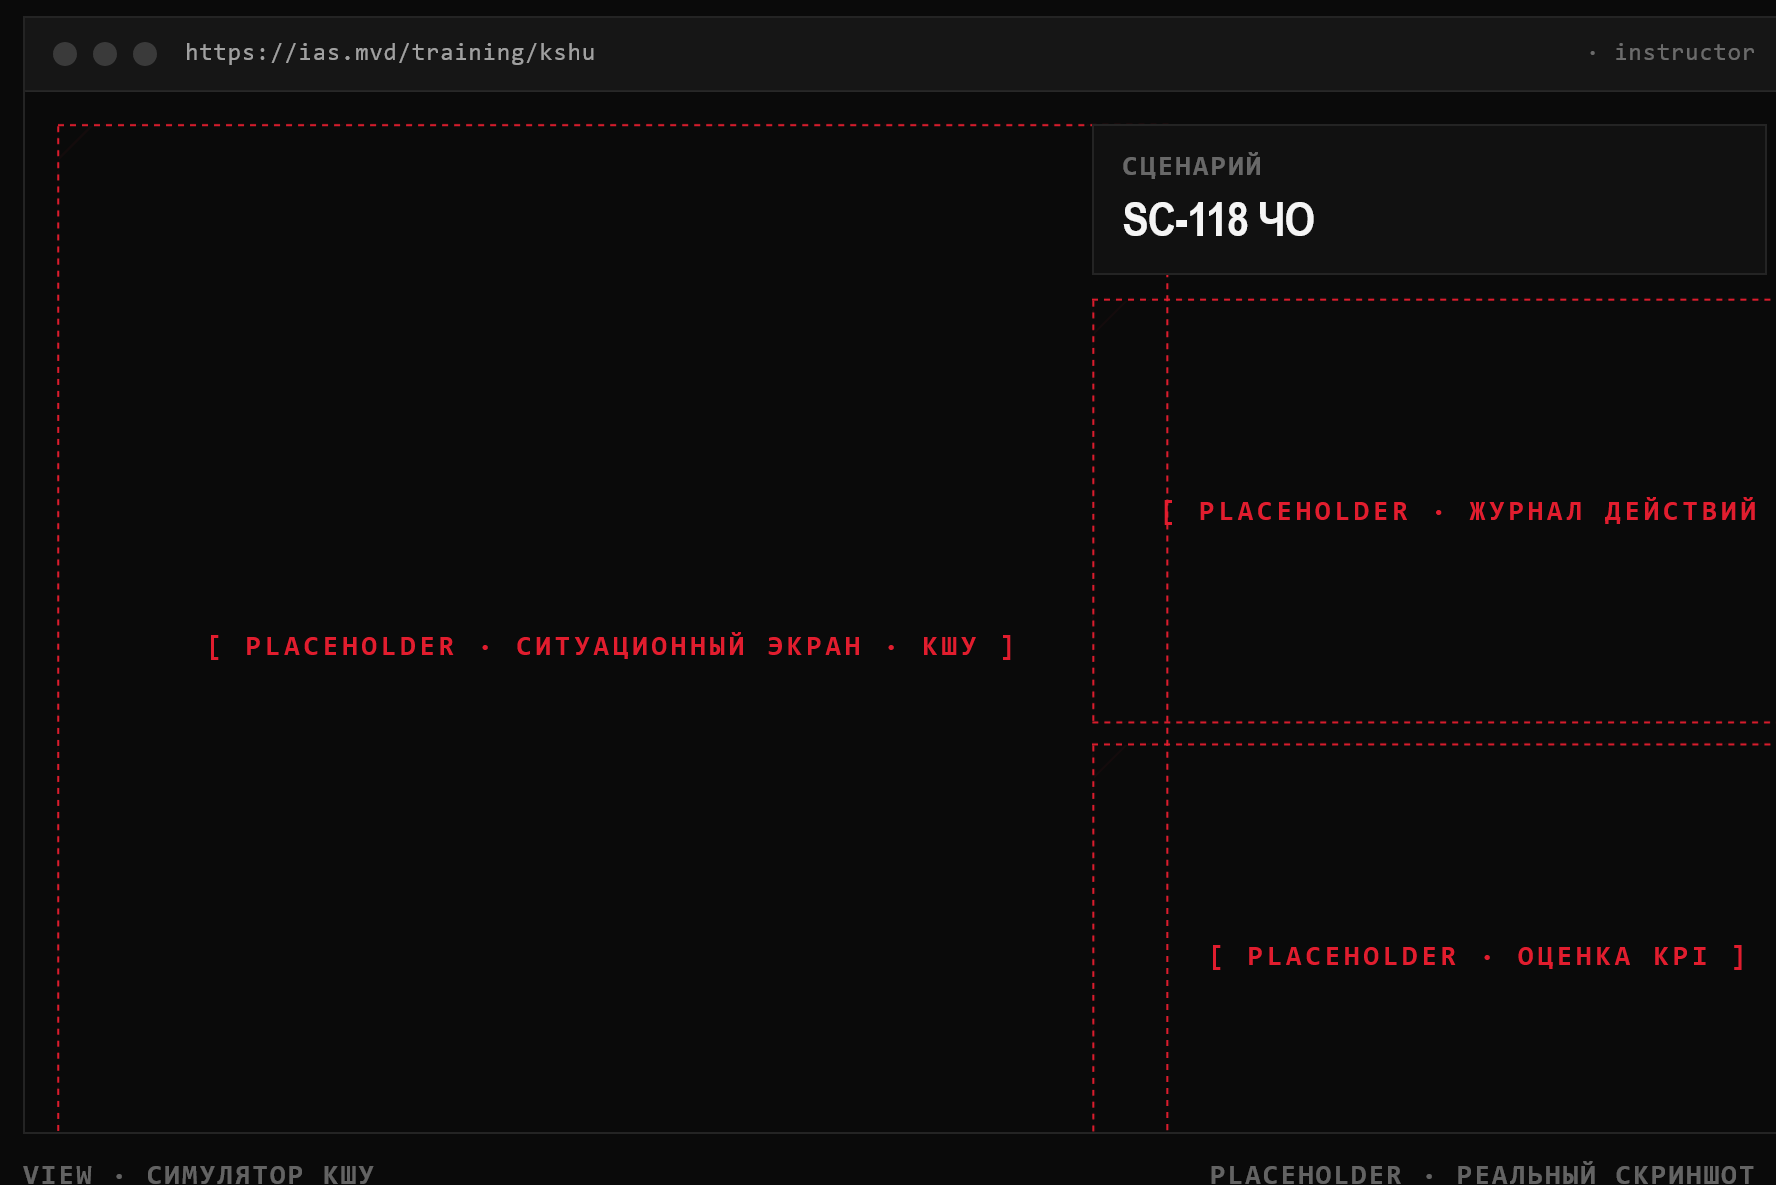 https://ias.mvd/training/kshu
· instructor
СЦЕНАРИЙ
SC-118 ЧО
[ PLACEHOLDER · ЖУРНАЛ ДЕЙСТВИЙ
[ PLACEHOLDER · СИТУАЦИОННЫЙ ЭКРАН · КШУ ]
[ PLACEHOLDER · ОЦЕНКА KPI ]
VIEW · СИМУЛЯТОР КШУ
PLACEHOLDER · РЕАЛЬНЫЙ СКРИНШОТ